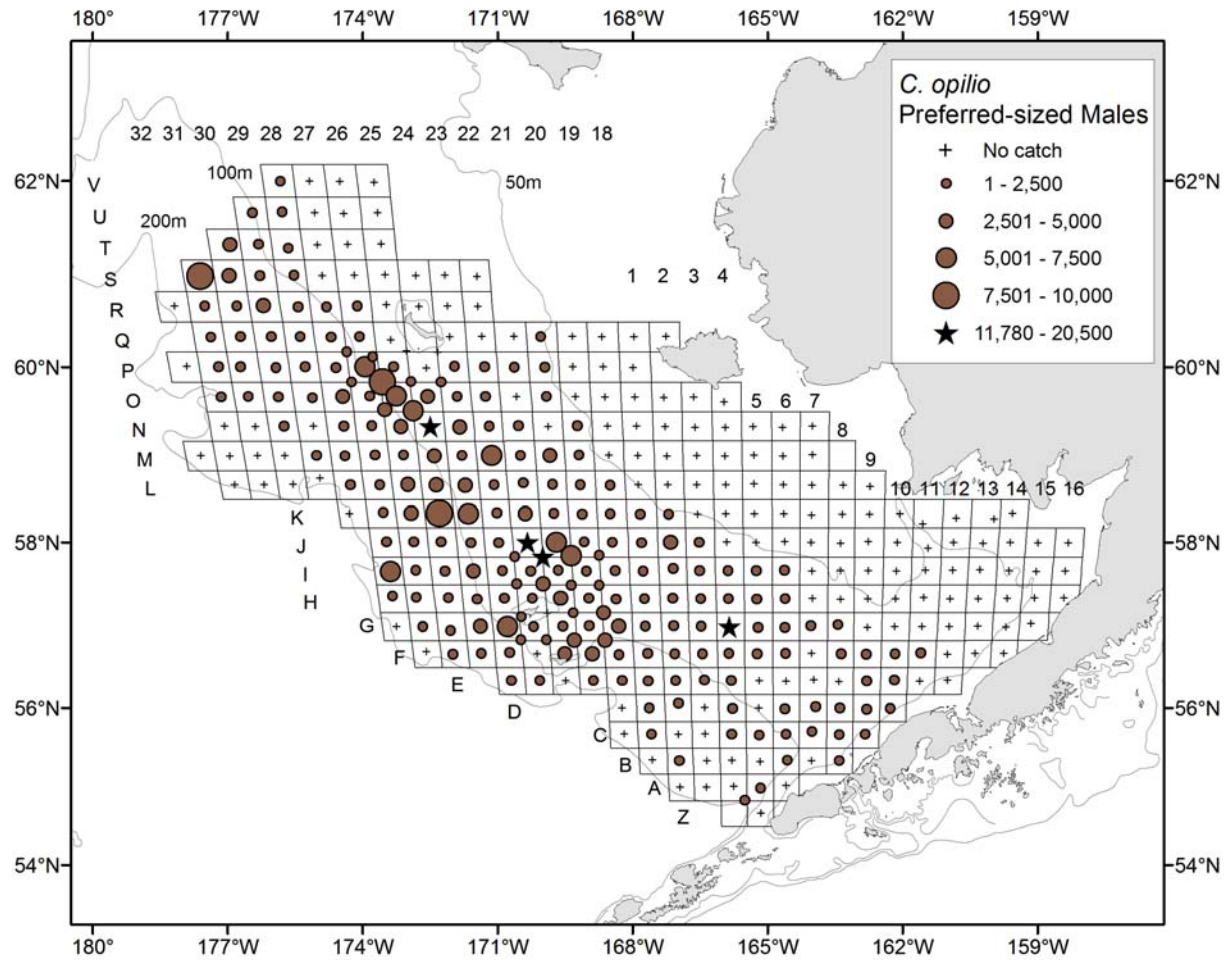 180° 177°W 174°W 171°W 168°W 165°W 162°W 159°W
C. opilio
Preferred-sized Males
+ No catch
1 - 2,500
2,501 - 5,000
5,001 - 7,500
7,501 - 10,000
★ 11,780 - 20,500
32 31 30 29 28 27 26 25 24 23 22 21 20 19 18
62°N 62°N
100m
50m
200m
V
U
T
S
R
Q
P
O
N
M
L
K
J
I
H
G
F
E
D
C
B
A
Z
1 2 3 4
5 6 7
8
9
10 11 12 13 14 15 16
60°N 60°N
58°N 58°N
56°N 56°N
54°N 54°N
180° 177°W 174°W 171°W 168°W 165°W 162°W 159°W